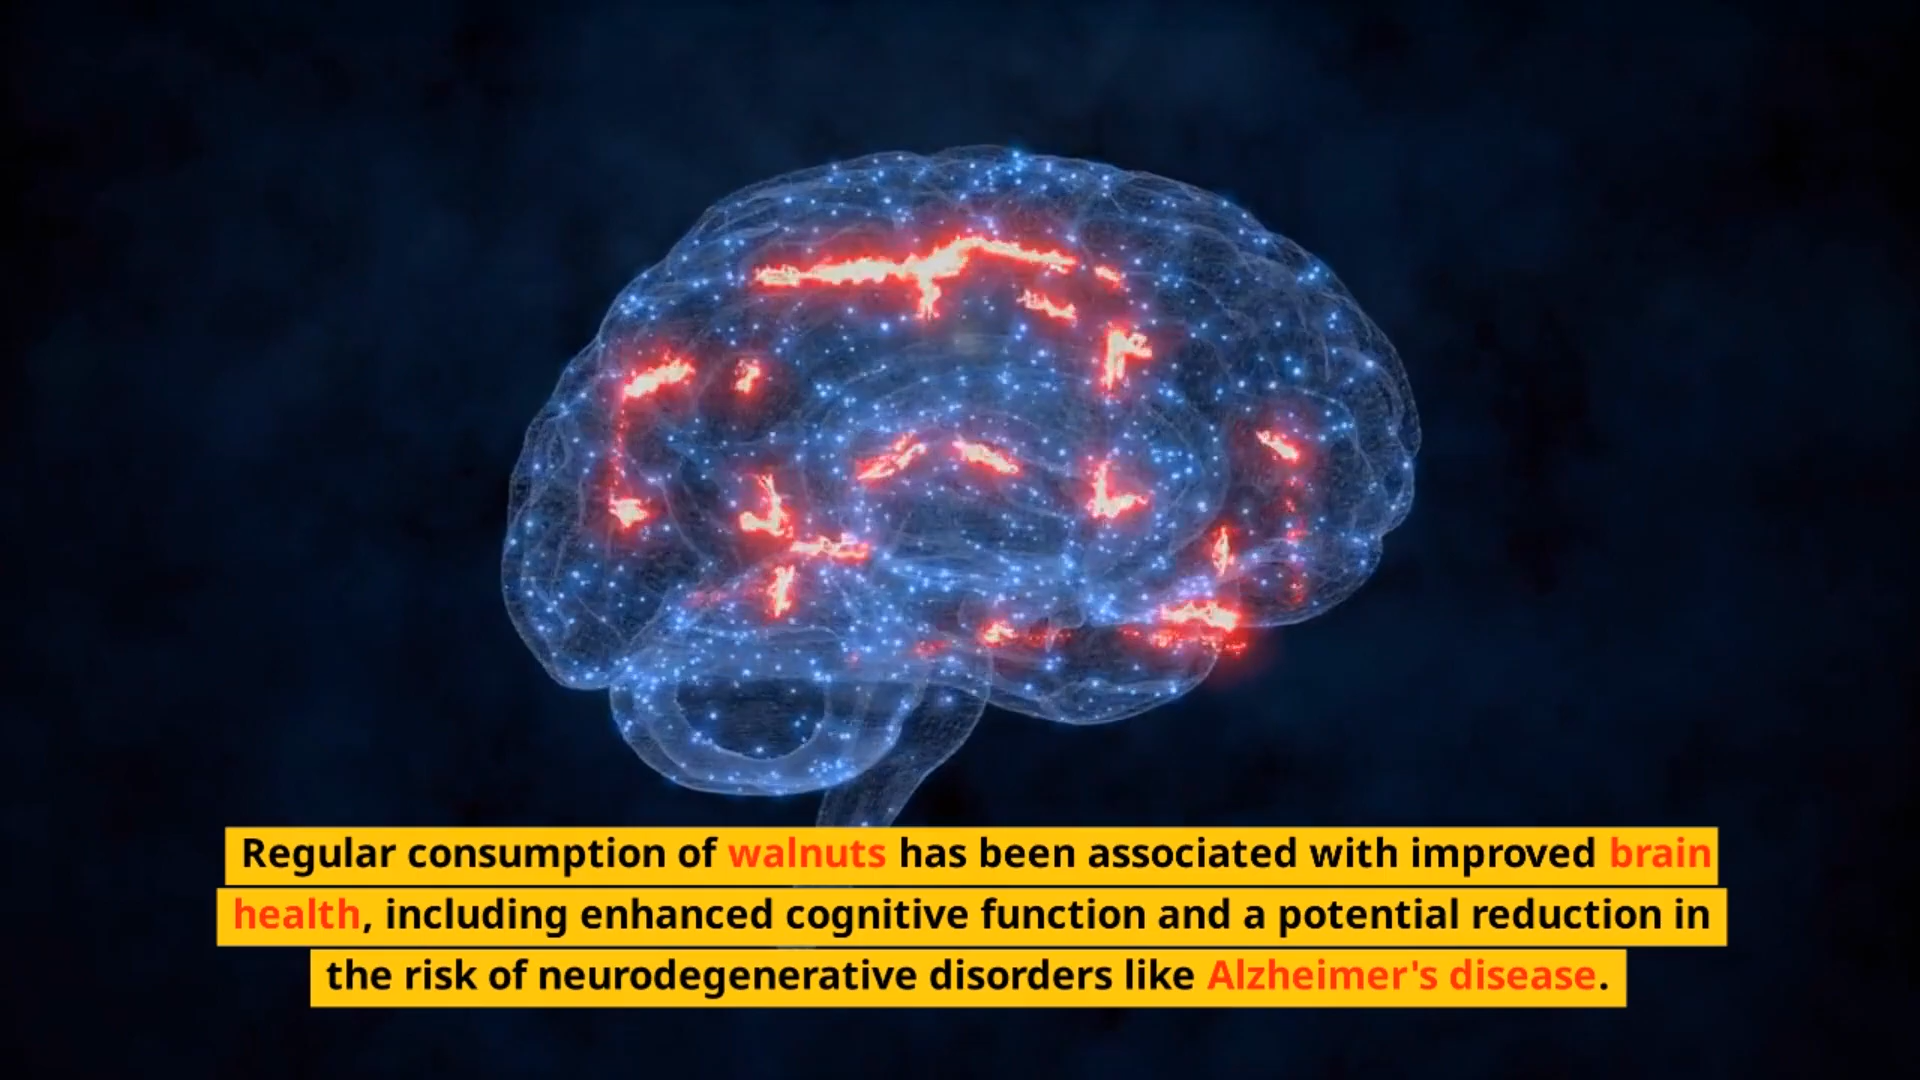 Regular consumption of walnuts has been associated with improved brain
health, including enhanced cognitive function and a potential reduction in
the risk of neurodegenerative disorders like Alzheimer's disease.